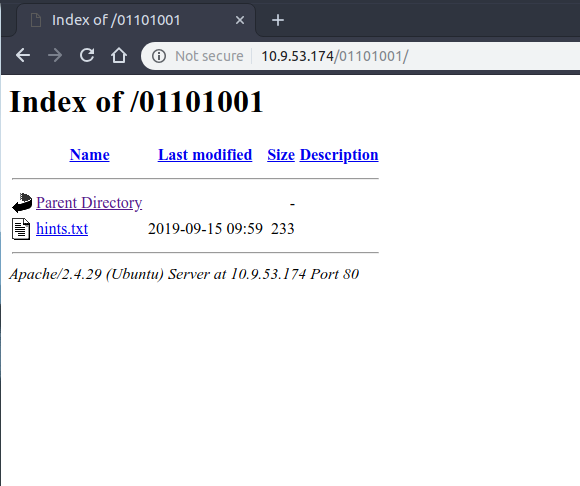 Index of /01101001
Not secure 10.9.53.174/01101001/
Index of /01101001
Name Last modified Size Description
Parent Directory -
hints.txt 2019-09-15 09:59 233
Apache/2.4.29 (Ubuntu) Server at 10.9.53.174 Port 80